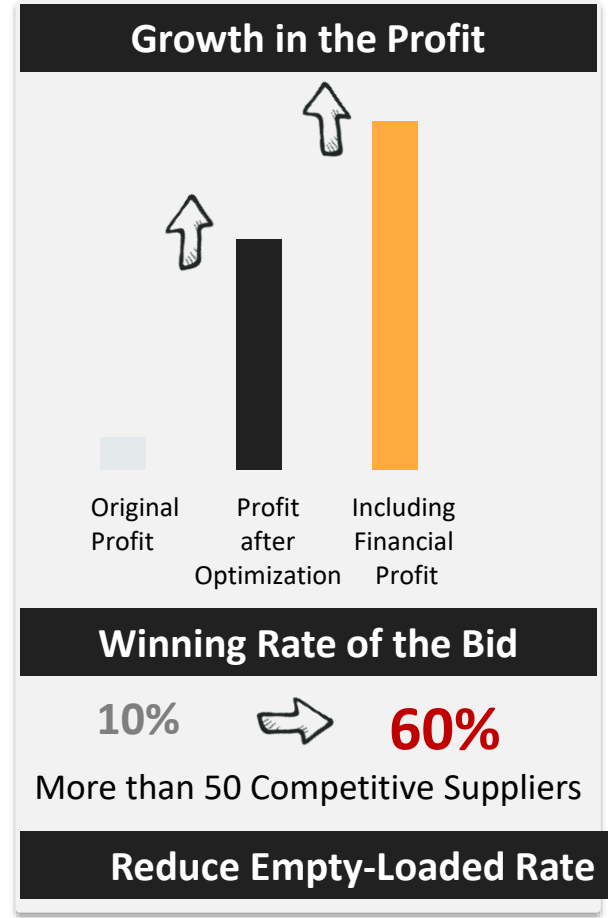 Growth in the Profit
Original Profit
Profit after Optimization
Including Financial Profit
Winning Rate of the Bid
10% 60%
More than 50 Competitive Suppliers
Reduce Empty-Loaded Rate